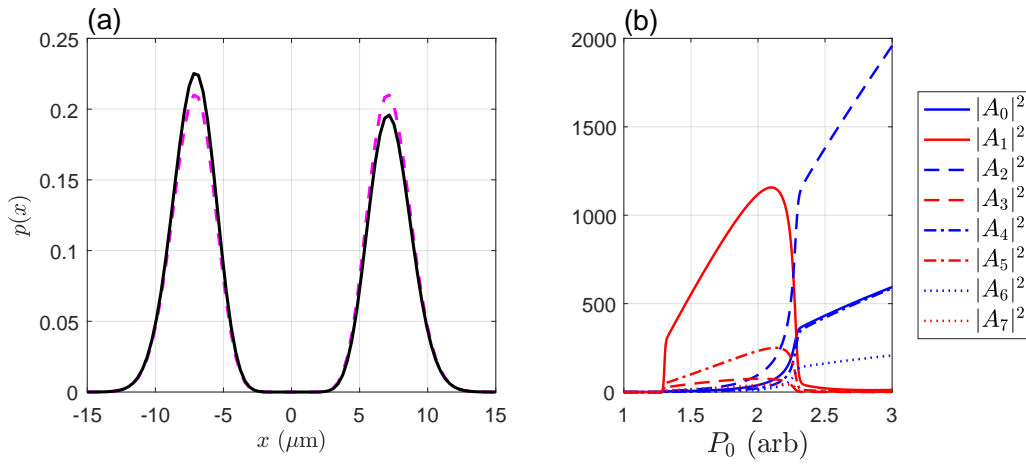 (a)
0.25
0.2
0.15
0.1
0.05
0
p(x)
-15 -10 -5 0 5 10 15
x (μm)
(b)
2000
1500
1000
500
0
1 1.5 2 2.5 3
P₀ (arb)
|A₀|²
|A₁|²
|A₂|²
|A₃|²
|A₄|²
|A₅|²
|A₆|²
|A₇|²